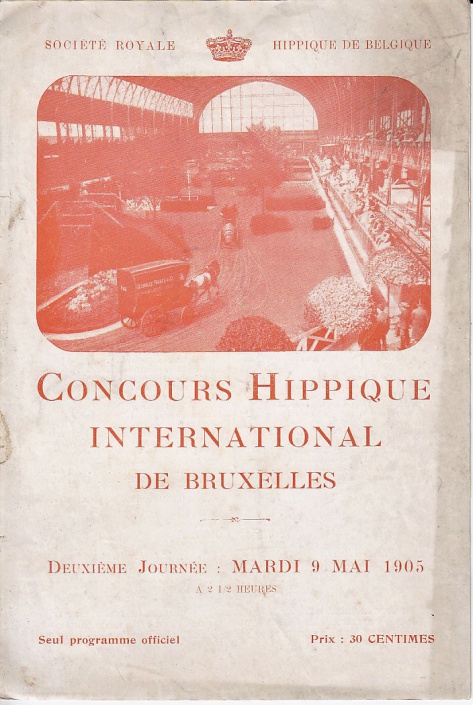 SOCIÉTÉ ROYALE HIPPIQUE DE BELGIQUE
CONCOURS HIPPIQUE
INTERNATIONAL
DE BRUXELLES
DEUXIÈME JOURNÉE : MARDI 9 MAI 1905
A 2 1/2 HEURES
Seul programme officiel Prix : 30 CENTIMES